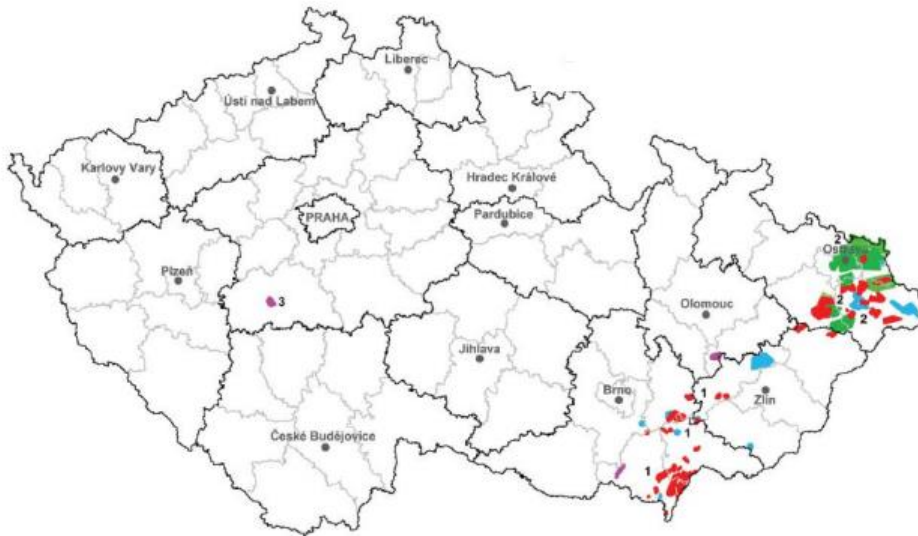 Liberec
Ústí nad Labem
Karlovy Vary
Hradec Králové
PRAHA
Pardubice
2
Plzeň
3
Olomouc
2
2
Jihlava
Brno
1
Zlín
České Budějovice
1
1